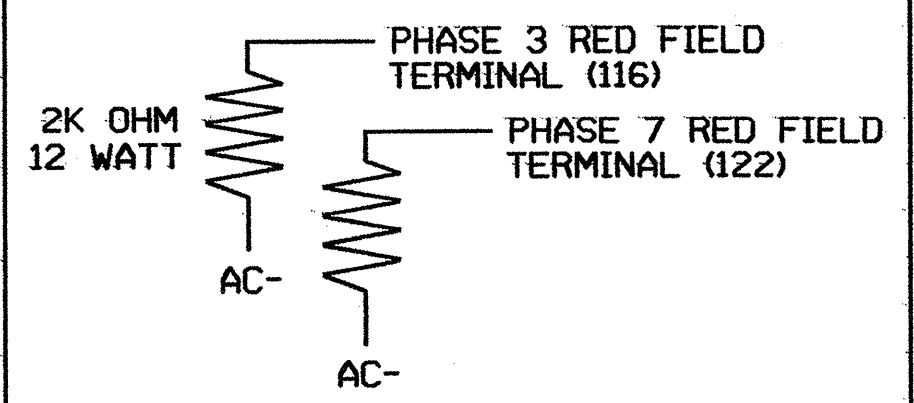 PHASE 3 RED FIELD
TERMINAL (116)
2K OHM
12 WATT
PHASE 7 RED FIELD
TERMINAL (122)
AC-
AC-